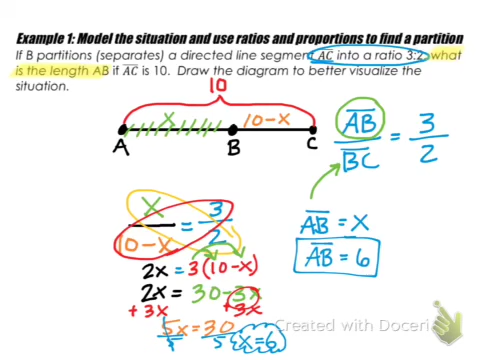 Example 1: Model the situation and use ratios and proportions to find a partition
If B partitions (separates) a directed line segment AC into a ratio 3:2, what
is the length AB if AC is 10. Draw the diagram to better visualize the
situation.
10
x 10-x
A B C
AB/BC = 3/2
x/10-x = 3/2
2x = 3(10-x)
2x = 30-3x
+3x +3x
5x = 30
5 5
x=6
AB = x
AB = 6
Created with Doceri